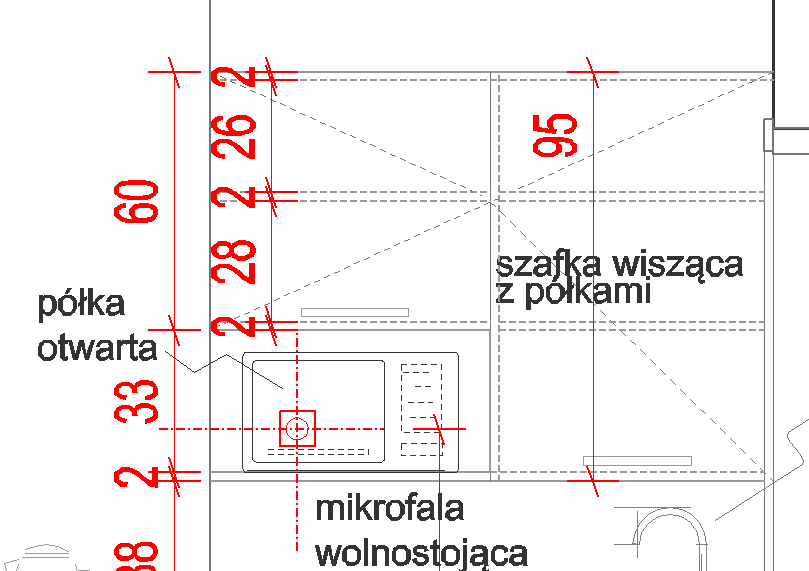 2
26
2
28
2
60
33
2
95
szafka wisząca
z półkami
półka
otwarta
mikrofala
wolnostojąca